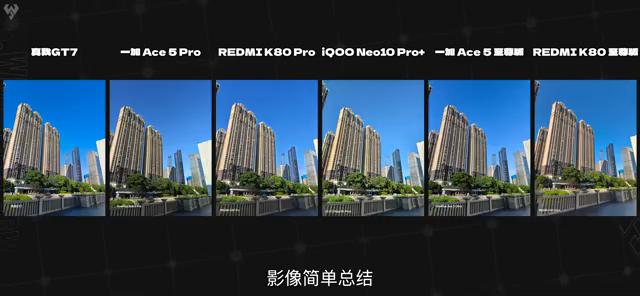 真我GT7
一加 Ace 5 Pro
REDMI K80 Pro
iQOO Neo10 Pro+
一加 Ace 5 至尊版
REDMI K80 至尊版
影像简单总结